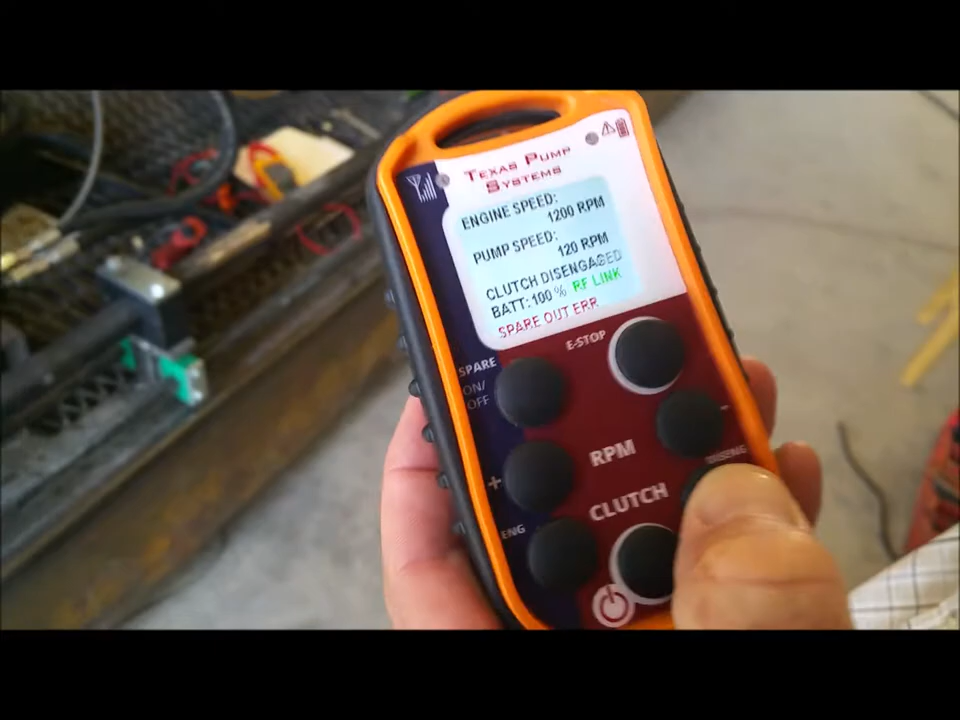 TEXAS PUMP
SYSTEMS
ENGINE SPEED:
1200 RPM
PUMP SPEED:
120 RPM
CLUTCH DISENGAGED
BATT: 100 % RF LINK
SPARE OUT ERR
E-STOP
SPARE
ON/
OFF
-
+
RPM
DISENG
ENG
CLUTCH